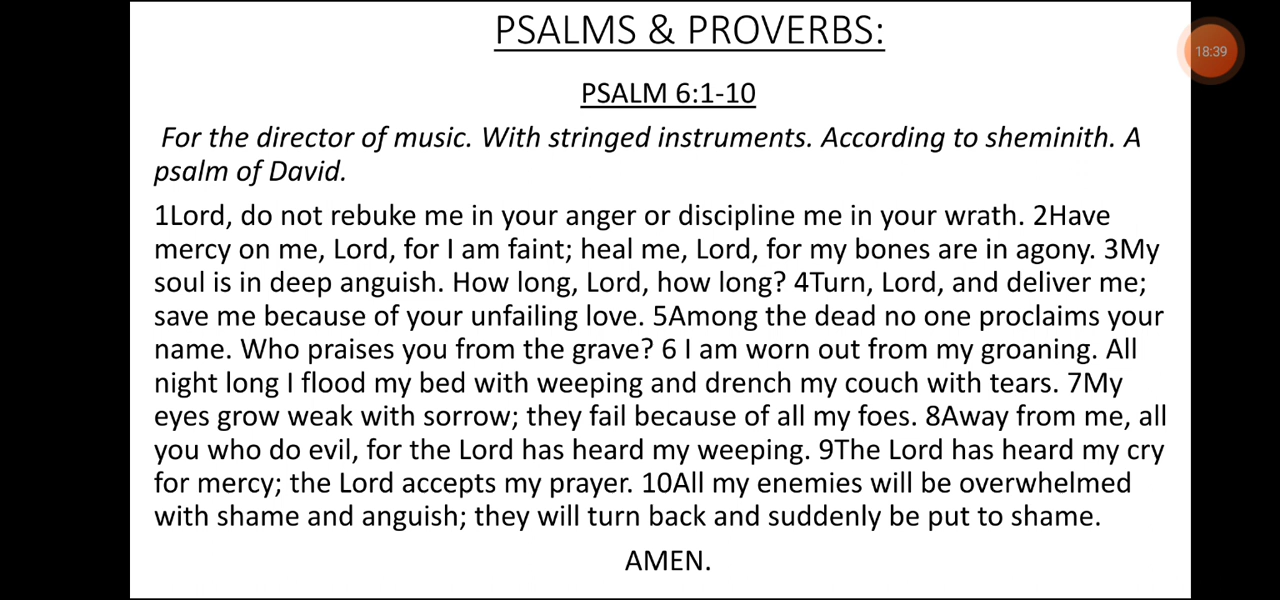 PSALMS & PROVERBS:
18:39
PSALM 6:1-10
For the director of music. With stringed instruments. According to sheminith. A
psalm of David.
1Lord, do not rebuke me in your anger or discipline me in your wrath. 2Have
mercy on me, Lord, for I am faint; heal me, Lord, for my bones are in agony. 3My
soul is in deep anguish. How long, Lord, how long? 4Turn, Lord, and deliver me;
save me because of your unfailing love. 5Among the dead no one proclaims your
name. Who praises you from the grave? 6 I am worn out from my groaning. All
night long I flood my bed with weeping and drench my couch with tears. 7My
eyes grow weak with sorrow; they fail because of all my foes. 8Away from me, all
you who do evil, for the Lord has heard my weeping. 9The Lord has heard my cry
for mercy; the Lord accepts my prayer. 10All my enemies will be overwhelmed
with shame and anguish; they will turn back and suddenly be put to shame.
AMEN.